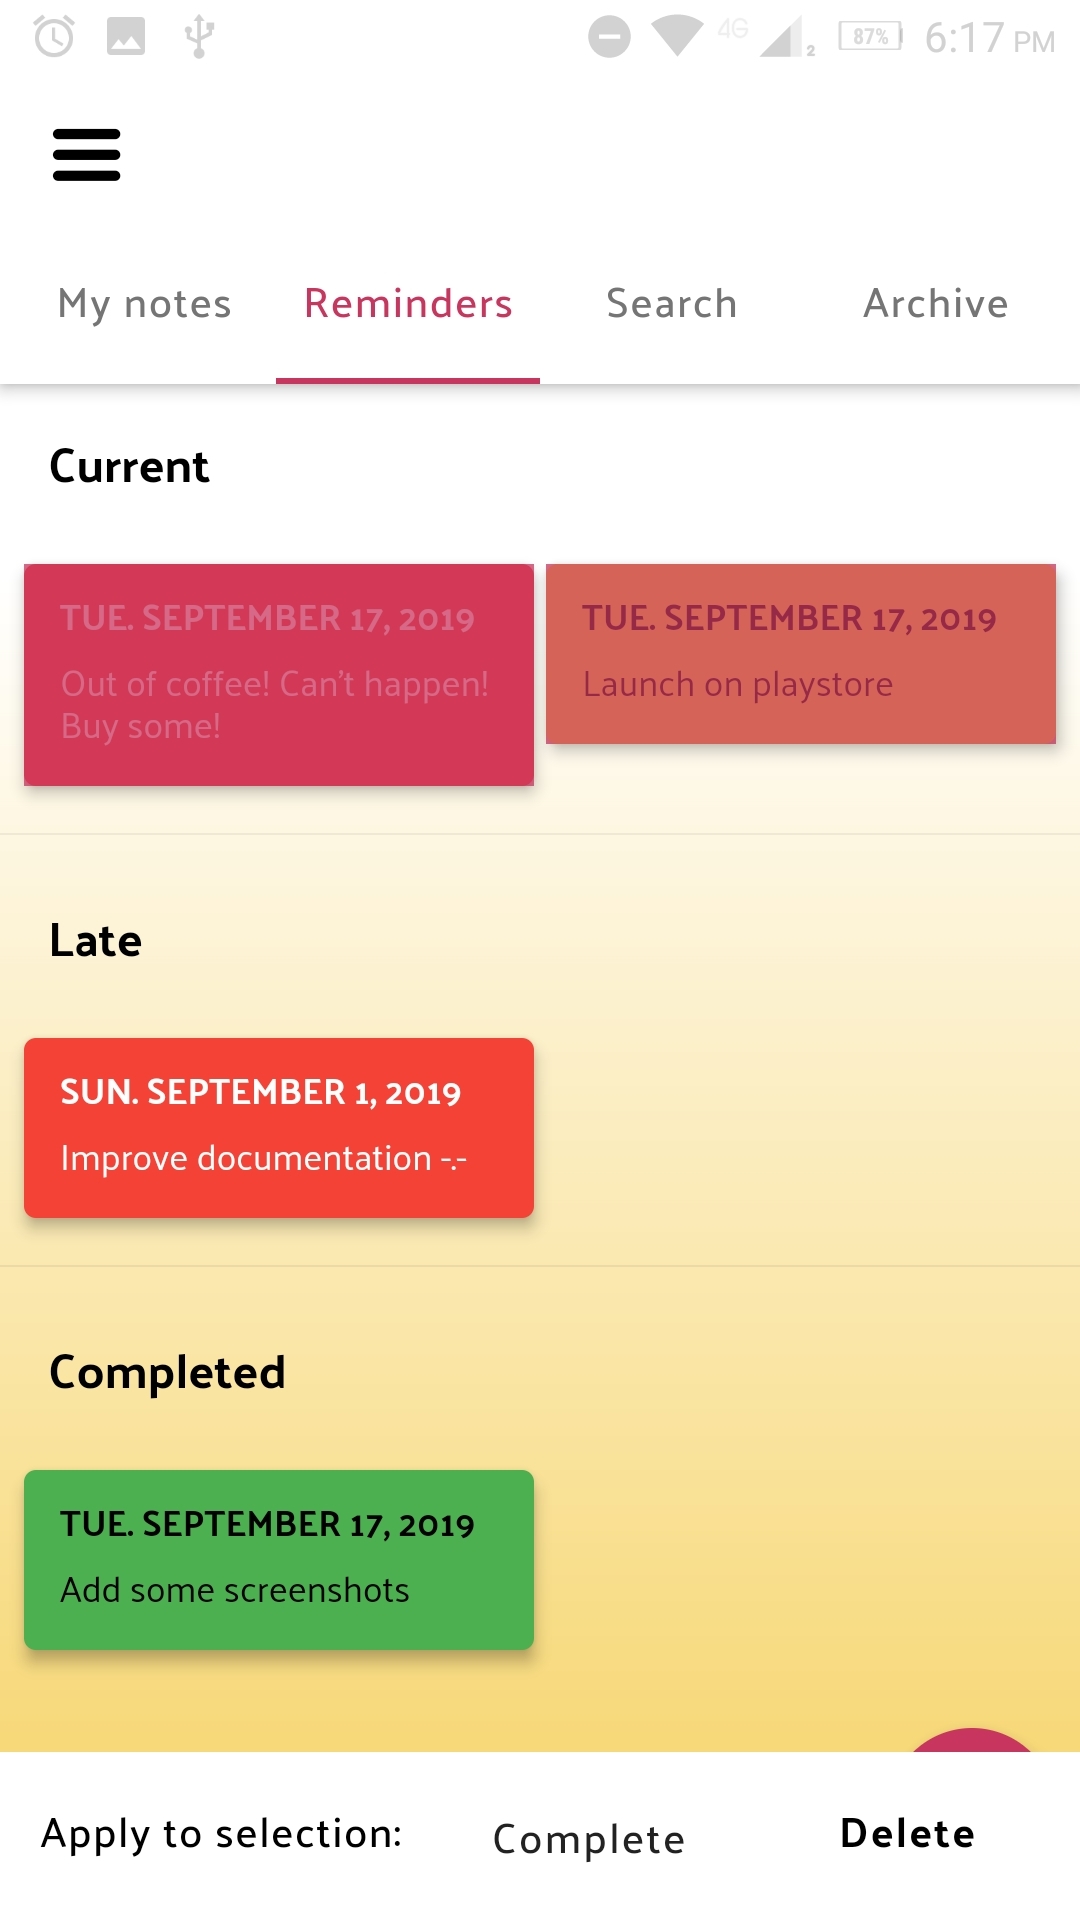 4G 2 87% 6:17 PM
My notes Reminders Search Archive
Current
TUE. SEPTEMBER 17, 2019
Out of coffee! Can't happen!
Buy some!
TUE. SEPTEMBER 17, 2019
Launch on playstore
Late
SUN. SEPTEMBER 1, 2019
Improve documentation -.-
Completed
TUE. SEPTEMBER 17, 2019
Add some screenshots
Apply to selection: Complete Delete